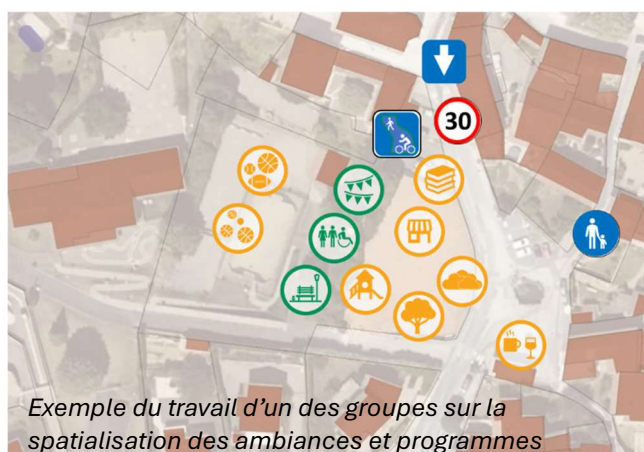 30
Exemple du travail d’un des groupes sur la
spatialisation des ambiances et programmes